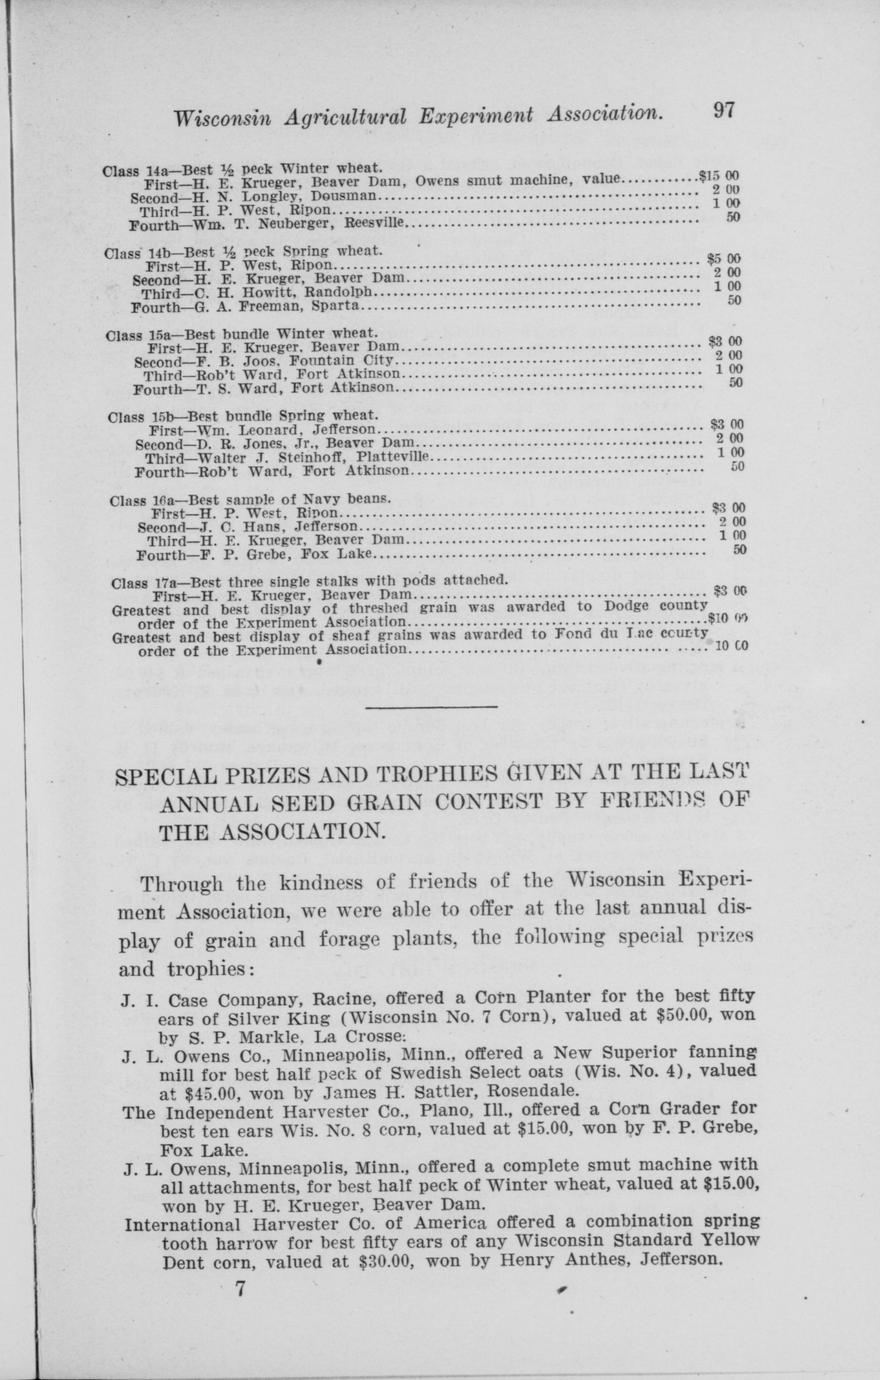 Wisconsin Agricultural Experiment Association. 97
Class 14a—Best ½ peck Winter wheat.
First—H. E. Krueger, Beaver Dam, Owens smut machine, value...........$15 00
Second—H. N. Longley, Dousman................................................ 2 00
Third—H. P. West, Ripon....................................................... 1 00
Fourth—Wm. T. Neuberger, Reesville............................................ 50
Class 14b—Best ½ peck Spring wheat.
First—H. P. West, Ripon....................................................... $5 00
Second—H. E. Krueger, Beaver Dam............................................. 2 00
Third—C. H. Howitt, Randolph.................................................. 1 00
Fourth—G. A. Freeman, Sparta................................................... 50
Class 15a—Best bundle Winter wheat.
First—H. E. Krueger, Beaver Dam.............................................. $3 00
Second—F. B. Joos, Fountain City.............................................. 2 00
Third—Rob't Ward, Fort Atkinson.............................................. 1 00
Fourth—T. S. Ward, Fort Atkinson.............................................. 50
Class 15b—Best bundle Spring wheat.
First—Wm. Leonard, Jefferson................................................. $3 00
Second—D. R. Jones, Jr., Beaver Dam........................................... 2 00
Third—Walter J. Steinhoff, Platteville......................................... 1 00
Fourth—Rob't Ward, Fort Atkinson............................................ 50
Class 16a—Best sample of Navy beans.
First—H. P. West, Ripon....................................................... $3 00
Second—J. C. Hans, Jefferson.................................................... 2 00
Third—H. E. Krueger, Beaver Dam............................................. 1 00
Fourth—F. P. Grebe, Fox Lake.................................................. 50
Class 17a—Best three single stalks with pods attached.
First—H. E. Krueger, Beaver Dam............................................ $3 00
Greatest and best display of threshed grain was awarded to Dodge county
order of the Experiment Association.............................................$10 00
Greatest and best display of sheaf grains was awarded to Fond du Lac county
order of the Experiment Association....................................... ..... 10 00
SPECIAL PRIZES AND TROPHIES GIVEN AT THE LAST
ANNUAL SEED GRAIN CONTEST BY FRIENDS OF
THE ASSOCIATION.
Through the kindness of friends of the Wisconsin Experi-
ment Association, we were able to offer at the last annual dis-
play of grain and forage plants, the following special prizes
and trophies:
J. I. Case Company, Racine, offered a Corn Planter for the best fifty
ears of Silver King (Wisconsin No. 7 Corn), valued at $50.00, won
by S. P. Markle, La Crosse.
J. L. Owens Co., Minneapolis, Minn., offered a New Superior fanning
mill for best half peck of Swedish Select oats (Wis. No. 4), valued
at $45.00, won by James H. Sattler, Rosendale.
The Independent Harvester Co., Plano, Ill., offered a Corn Grader for
best ten ears Wis. No. 8 corn, valued at $15.00, won by F. P. Grebe,
Fox Lake.
J. L. Owens, Minneapolis, Minn., offered a complete smut machine with
all attachments, for best half peck of Winter wheat, valued at $15.00,
won by H. E. Krueger, Beaver Dam.
International Harvester Co. of America offered a combination spring
tooth harrow for best fifty ears of any Wisconsin Standard Yellow
Dent corn, valued at $30.00, won by Henry Anthes, Jefferson.
7